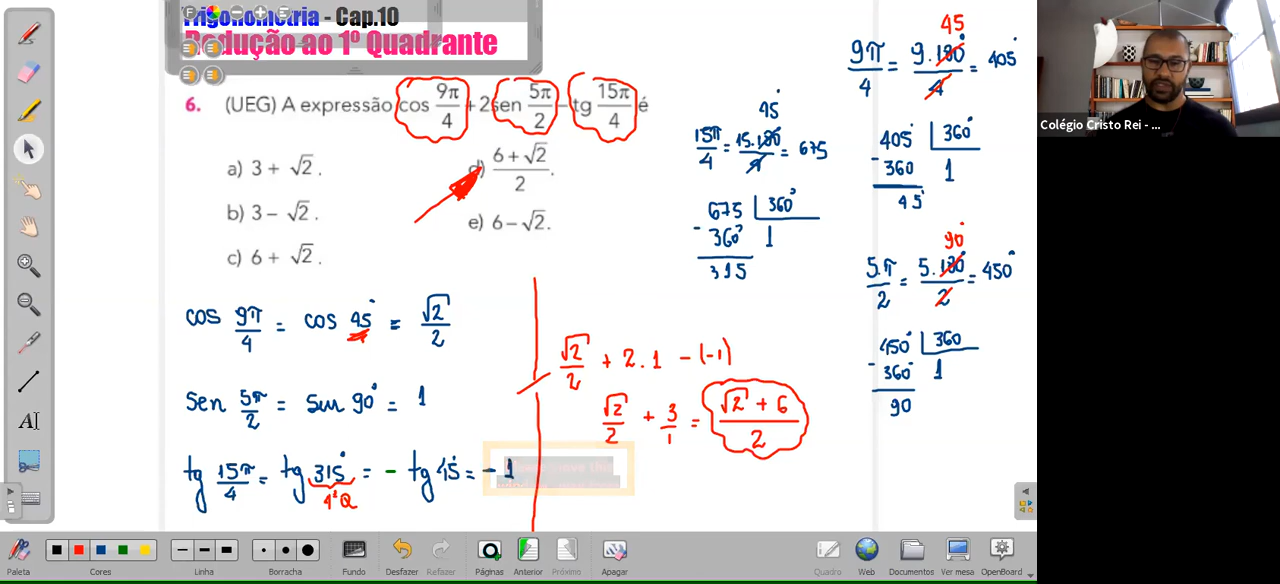 Trigonometria - Cap.10
Redução ao 1º Quadrante
6. (UEG) A expressão cos 9π/4 + 2sen 5π/2 - tg 15π/4 é
a) 3 + √2.
b) 3 – √2.
c) 6 + √2.
d) (6 + √2)/2.
e) 6 – √2.
cos 9π/4 = cos 45° = √2/2
sen 5π/2 = sen 90° = 1
tg 15π/4 = tg 315° = - tg 45° = - 1
4º Q
√2/2 + 2.1 - (-1)
√2/2 + 3/1 = (√2 + 6)/2
45°
15π/4 = 15.180/4 = 675
675 360°
- 360° 1
315
45
9π/4 = 9.180°/4 = 405°
405° 360°
- 360 1
45°
90°
5.π/2 = 5.180°/2 = 450°
450° 360
- 360° 1
90
Colégio Cristo Rei - ...
Paleta
Cores
Linha
Borracha
Fundo
Desfazer
Refazer
Páginas
Anterior
Próximo
Apagar
Quadro
Web
Documentos
Ver mesa
OpenBoard